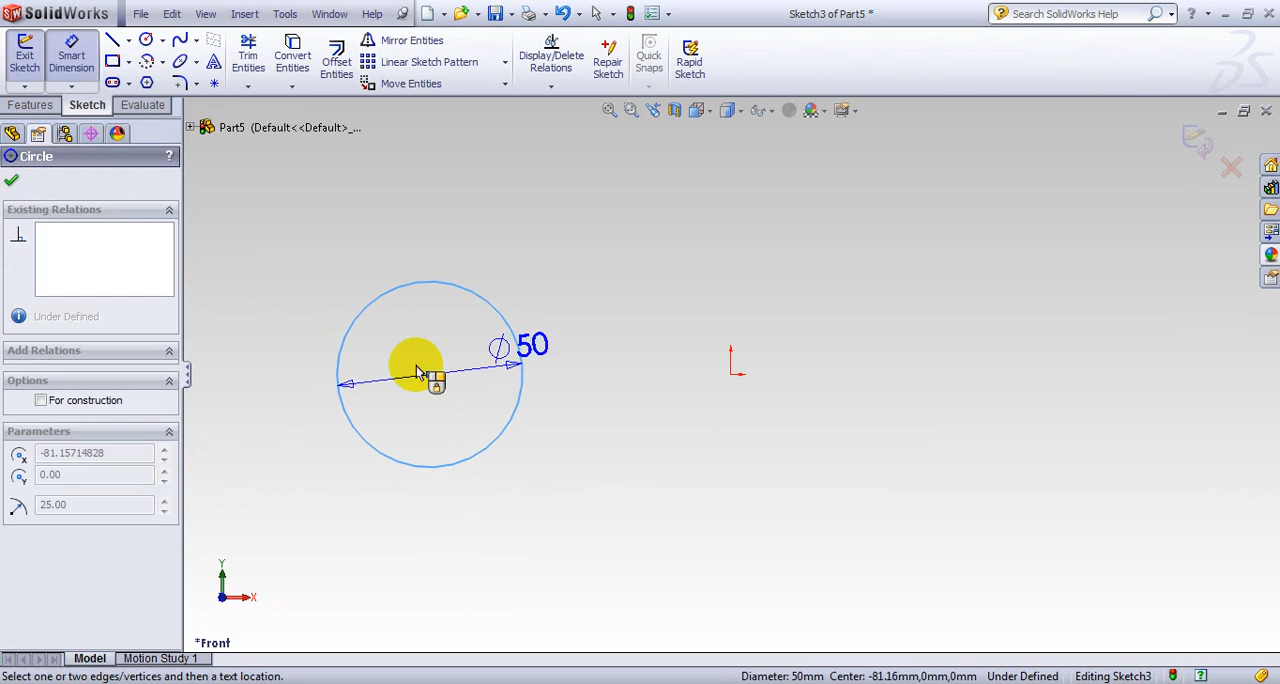 SolidWorks File Edit View Insert Tools Window Help Sketch3 of Part5 * Search SolidWorks Help
Exit Sketch Smart Dimension Trim Entities Convert Entities Offset Entities Mirror Entities Linear Sketch Pattern Move Entities Display/Delete Relations Repair Sketch Quick Snaps Rapid Sketch
Features Sketch Evaluate
Part5 (Default<<Default>_...
Circle ?
Existing Relations
Under Defined
Add Relations
Options
For construction
Parameters
-81.15714828
0.00
25.00
∅ 50
Y
X
*Front
Model Motion Study 1
Select one or two edges/vertices and then a text location. Diameter: 50mm Center: -81.16mm,0mm,0mm Under Defined Editing Sketch3